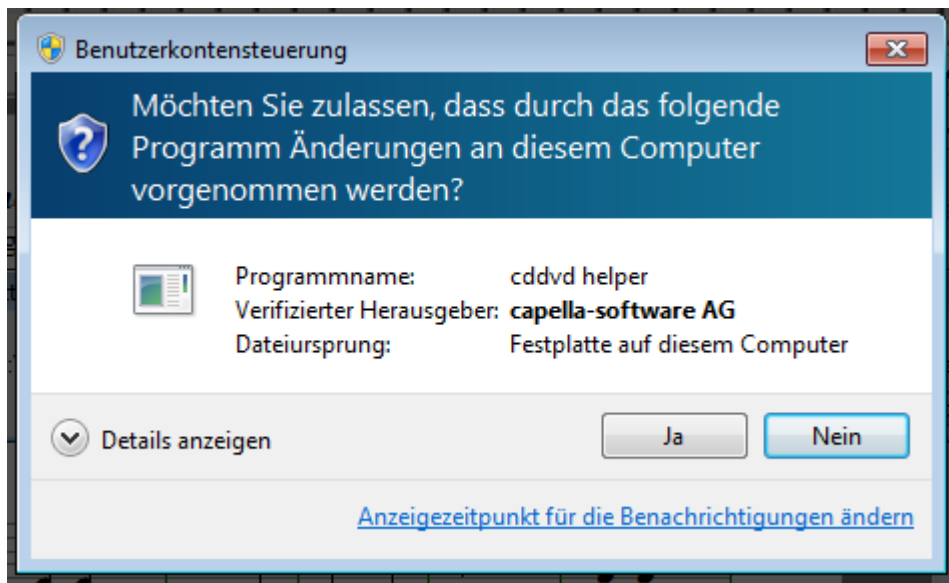 Benutzerkontensteuerung
Möchten Sie zulassen, dass durch das folgende
Programm Änderungen an diesem Computer
vorgenommen werden?
Programmname: cddvd helper
Verifizierter Herausgeber: capella-software AG
Dateiursprung: Festplatte auf diesem Computer
Details anzeigen Ja Nein
Anzeigezeitpunkt für die Benachrichtigungen ändern